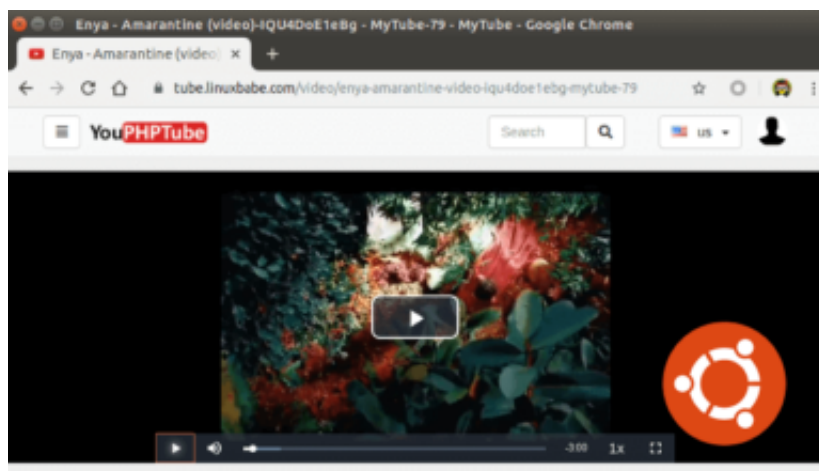 Enya - Amarantine (video)-IQU4DoE1eBg - MyTube-79 - MyTube - Google Chrome
Enya - Amarantine (video)
tube.linuxbabe.com/video/enya-amarantine-video-iqu4doe1ebg-mytube-79
YouPHPTube
Search
us
-3:00 1x